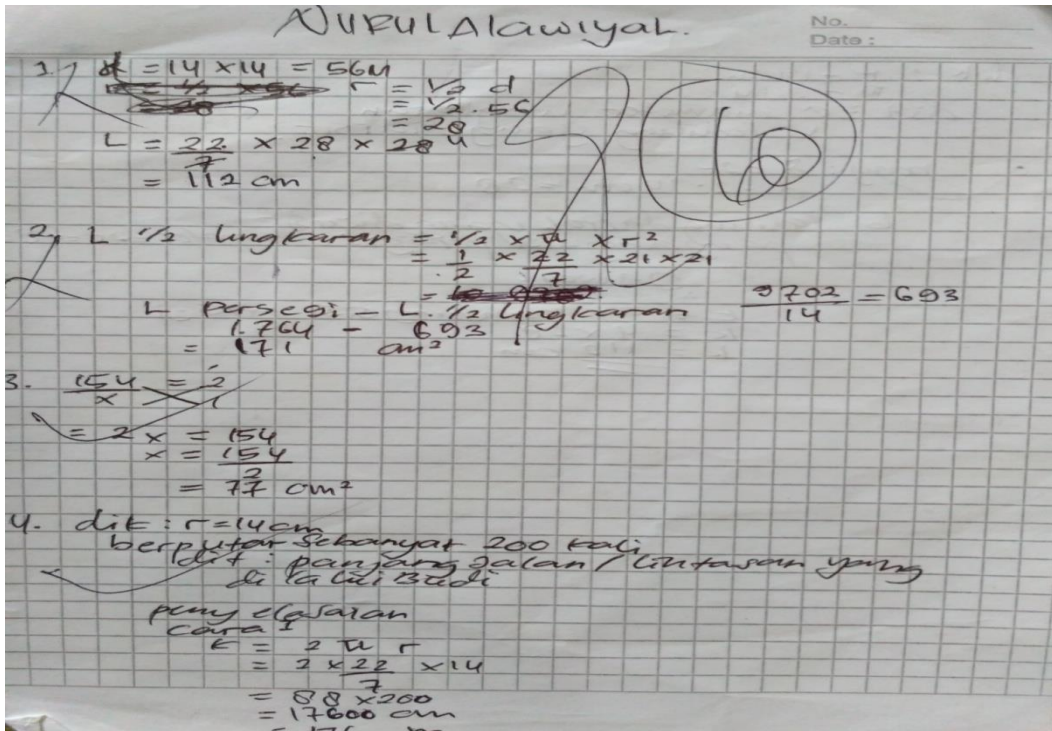 NURUL Alawiyah.
No.
Date :
1. K = 14 x 14 = 56 u
r = 1/2 d
= 1/2 . 56
= 28
L = 22/7 x 28 x 28 4
= 112 cm
6
2. L 1/2 lingkaran = 1/2 x π x r²
= 1/2 x 22/7 x 21 x 21
9702/14 = 693
L persegi - L. 1/2 lingkaran
1.764 - 693
= 171 cm²
3. 154/x = 2/1
= 2x = 154
x = 154/2
= 77 cm²
4. dik : r = 14 cm
berputar Sebanyak 200 kali
dit : panjang jalan / lintasan yang
di lalui Budi
penyelasaian
cara 1
K = 2 π r
= 2 x 22/7 x 14
= 88 x 200
= 17600 cm